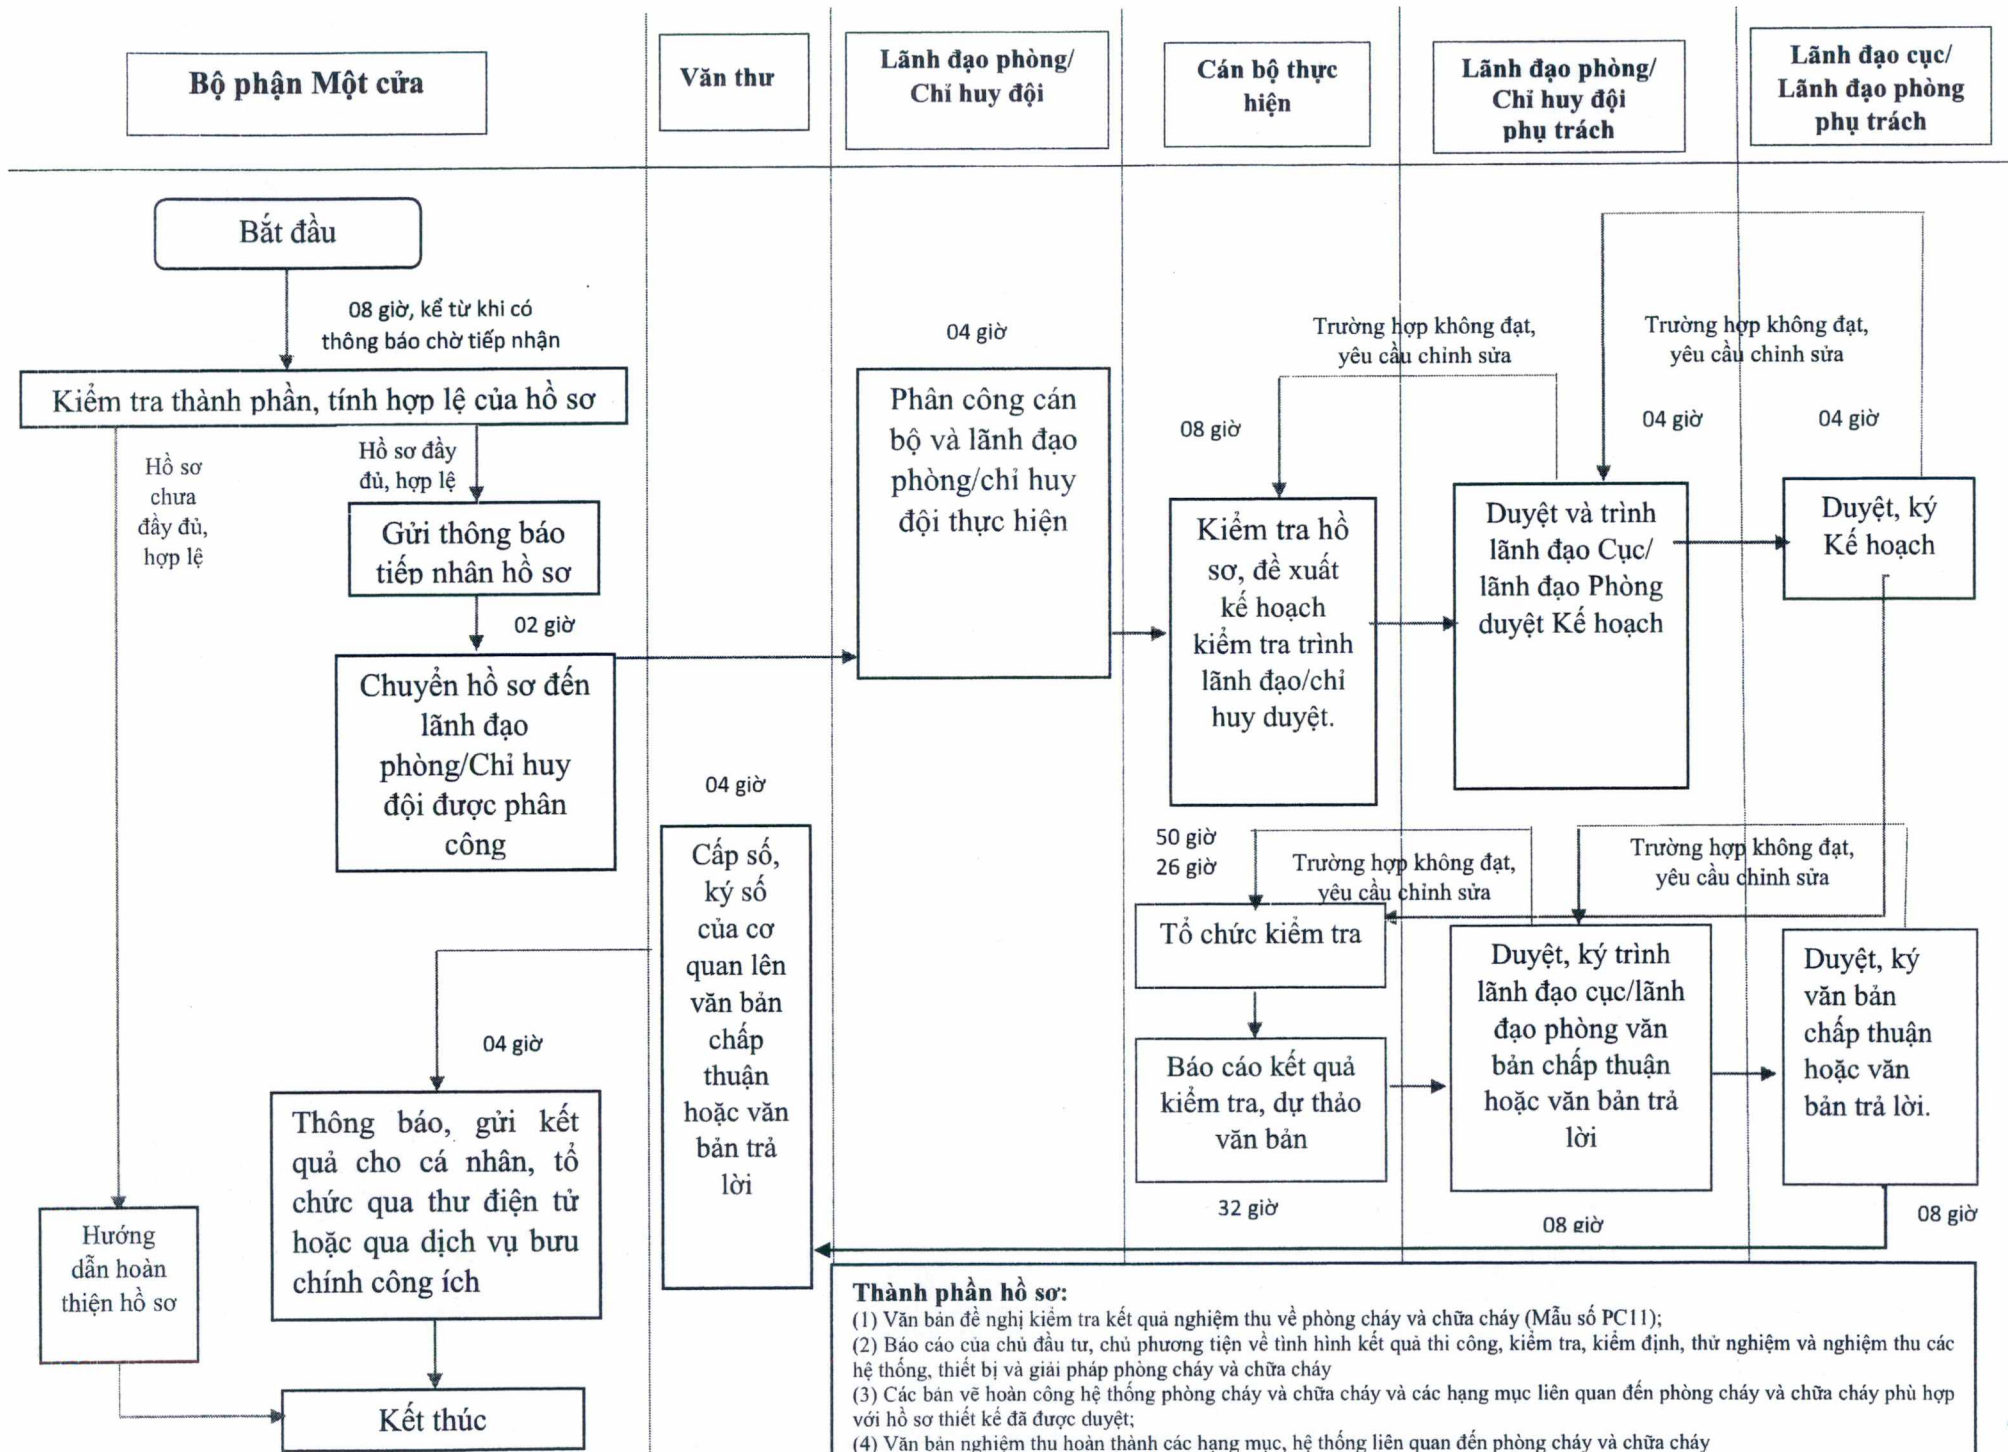 Bộ phận Một cửa
Văn thư
Lãnh đạo phòng/
Chỉ huy đội
Cán bộ thực
hiện
Lãnh đạo phòng/
Chỉ huy đội
phụ trách
Lãnh đạo cục/
Lãnh đạo phòng
phụ trách
Bắt đầu
08 giờ, kể từ khi có
thông báo chờ tiếp nhận
Kiểm tra thành phần, tính hợp lệ của hồ sơ
Hồ sơ
chưa
đầy đủ,
hợp lệ
Hồ sơ đầy
đủ, hợp lệ
Gửi thông báo
tiếp nhân hồ sơ
02 giờ
Chuyển hồ sơ đến
lãnh đạo
phòng/Chỉ huy
đội được phân
công
04 giờ
Phân công cán
bộ và lãnh đạo
phòng/chỉ huy
đội thực hiện
08 giờ
Kiểm tra hồ
sơ, đề xuất
kế hoạch
kiểm tra trình
lãnh đạo/chỉ
huy duyệt.
Trường hợp không đạt,
yêu cầu chỉnh sửa
Trường hợp không đạt,
yêu cầu chỉnh sửa
04 giờ
04 giờ
Duyệt và trình
lãnh đạo Cục/
lãnh đạo Phòng
duyệt Kế hoạch
Duyệt, ký
Kế hoạch
50 giờ
26 giờ
Trường hợp không đạt,
yêu cầu chỉnh sửa
Trường hợp không đạt,
yêu cầu chỉnh sửa
Tổ chức kiểm tra
Báo cáo kết quả
kiểm tra, dự thảo
văn bản
32 giờ
Duyệt, ký trình
lãnh đạo cục/lãnh
đạo phòng văn
bản chấp thuận
hoặc văn bản trả
lời
08 giờ
Duyệt, ký
văn bản
chấp thuận
hoặc văn
bản trả lời.
08 giờ
04 giờ
Cấp số,
ký số
của cơ
quan lên
văn bản
chấp
thuận
hoặc văn
bản trả
lời
04 giờ
Thông báo, gửi kết
quả cho cá nhân, tổ
chức qua thư điện tử
hoặc qua dịch vụ bưu
chính công ích
Hướng
dẫn hoàn
thiện hồ sơ
Kết thúc
Thành phần hồ sơ:
(1) Văn bản đề nghị kiểm tra kết quả nghiệm thu về phòng cháy và chữa cháy (Mẫu số PC11);
(2) Báo cáo của chủ đầu tư, chủ phương tiện về tình hình kết quả thi công, kiểm tra, kiểm định, thử nghiệm và nghiệm thu các
hệ thống, thiết bị và giải pháp phòng cháy và chữa cháy
(3) Các bản vẽ hoàn công hệ thống phòng cháy và chữa cháy và các hạng mục liên quan đến phòng cháy và chữa cháy phù hợp
với hồ sơ thiết kế đã được duyệt;
(4) Văn bản nghiệm thu hoàn thành các hạng mục, hệ thống liên quan đến phòng cháy và chữa cháy